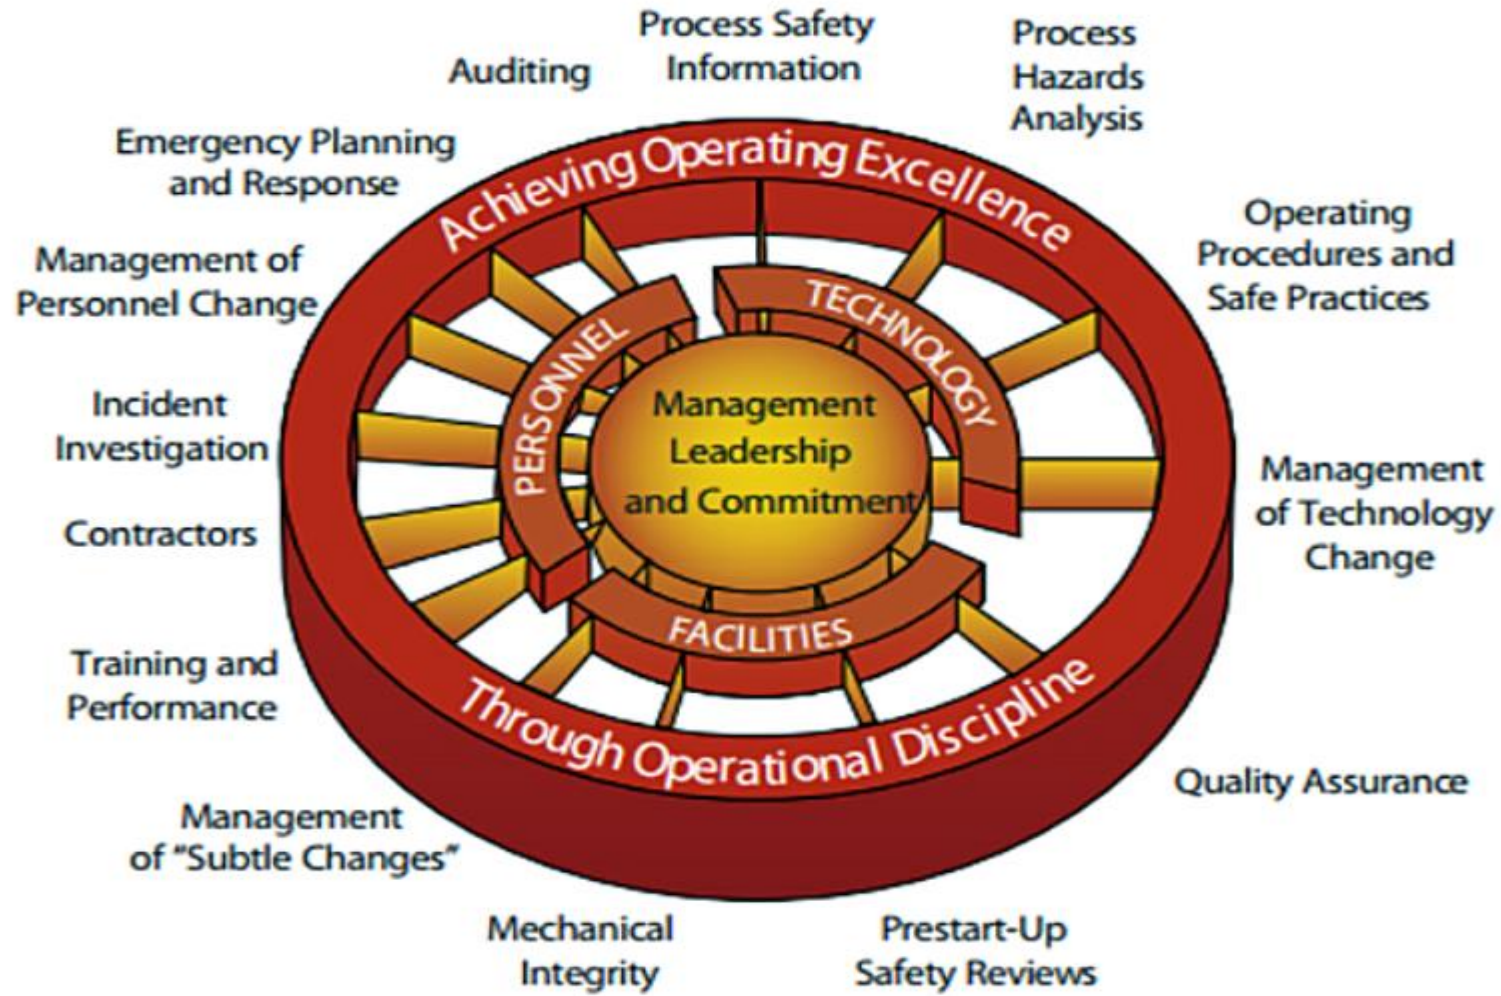 Process Safety
Information
Process
Hazards
Analysis
Auditing
Emergency Planning
and Response
Achieving Operating Excellence
Operating
Procedures and
Safe Practices
Management of
Personnel Change
TECHNOLOGY
PERSONNEL
Incident
Investigation
Management
Leadership
and Commitment
Management
of Technology
Change
Contractors
FACILITIES
Training and
Performance
Through Operational Discipline
Quality Assurance
Management
of “Subtle Changes”
Mechanical
Integrity
Prestart-Up
Safety Reviews